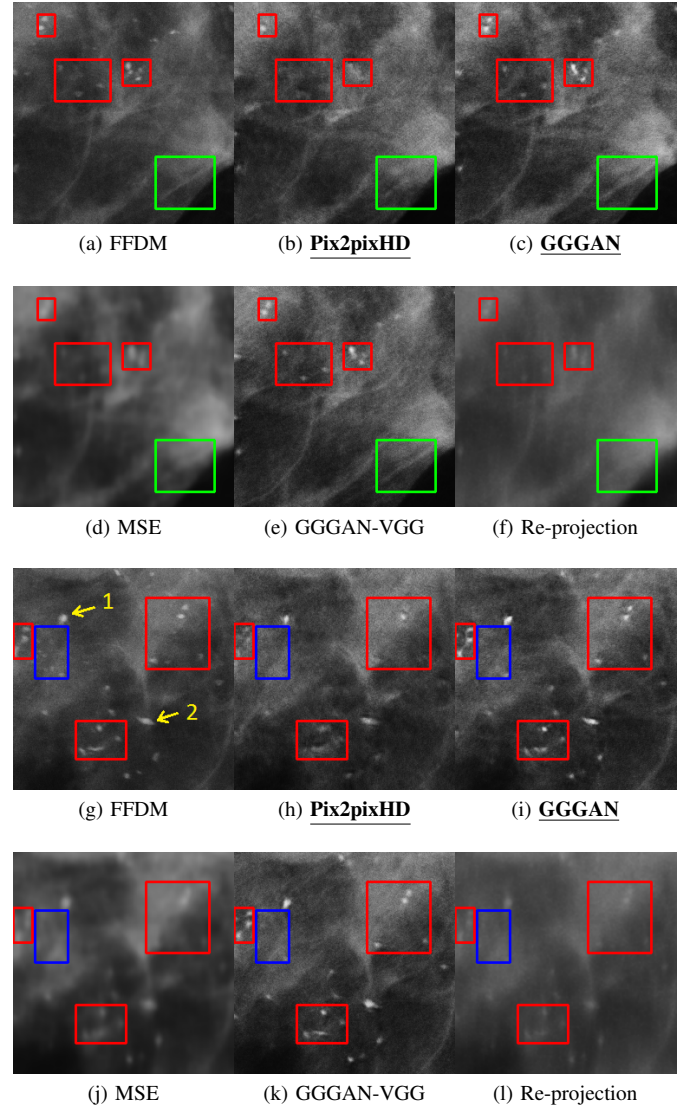 (a) FFDM
(b) Pix2pixHD
(c) GGGAN
(d) MSE
(e) GGGAN-VGG
(f) Re-projection
1
2
(g) FFDM
(h) Pix2pixHD
(i) GGGAN
(j) MSE
(k) GGGAN-VGG
(l) Re-projection